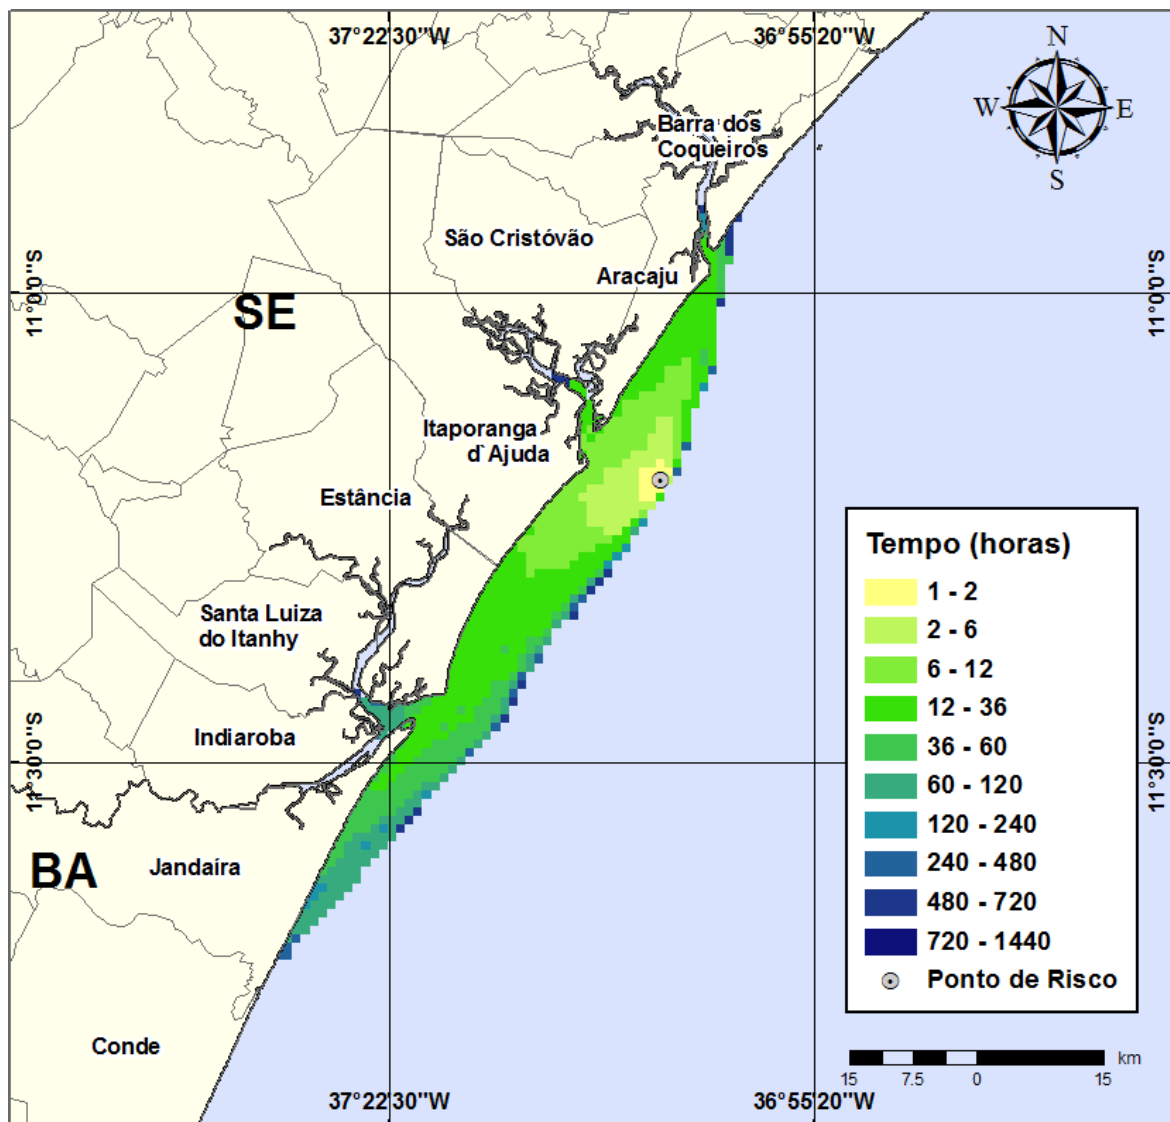 37°22'30"W
36°55'20"W
N
W
E
S
Barra dos
Coqueiros
São Cristóvão
Aracaju
11°0'0"S
11°0'0"S
SE
Itaporanga
d`Ajuda
Estância
Tempo (horas)
1 - 2
2 - 6
6 - 12
12 - 36
36 - 60
60 - 120
120 - 240
240 - 480
480 - 720
720 - 1440
Ponto de Risco
Santa Luiza
do Itanhy
Indiaroba
11°30'0"S
11°30'0"S
BA
Jandaíra
Conde
km
15
7.5
0
15
37°22'30"W
36°55'20"W